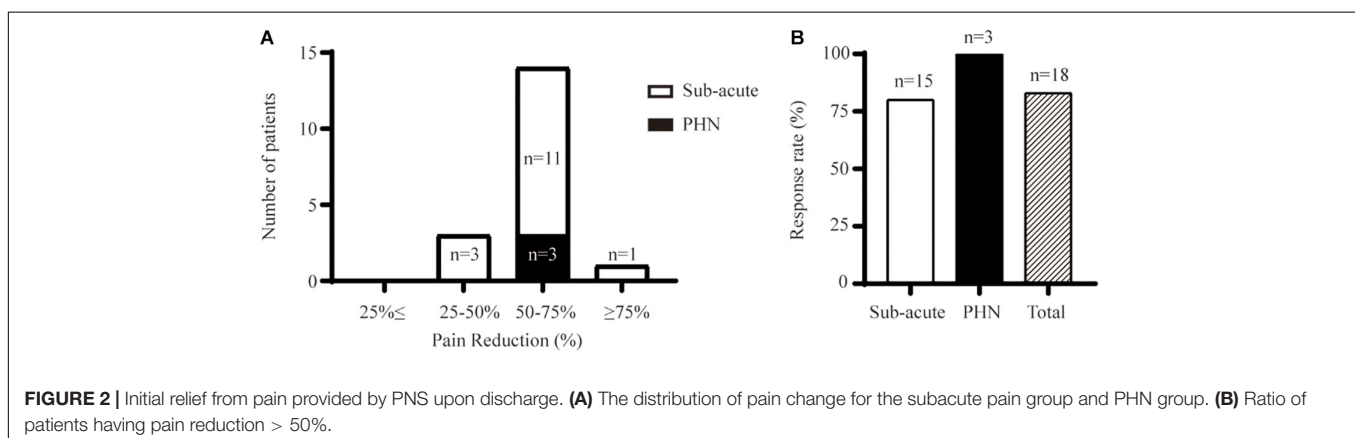 A
15
10
5
0
Number of patients
n=3
n=11
n=3
n=1
25%≤ 25-50% 50-75% ≥75%
Pain Reduction (%)
Sub-acute
PHN
B
100
75
50
25
0
Response rate (%)
n=15
n=3
n=18
Sub-acute PHN Total
FIGURE 2 | Initial relief from pain provided by PNS upon discharge. (A) The distribution of pain change for the subacute pain group and PHN group. (B) Ratio of
patients having pain reduction > 50%.